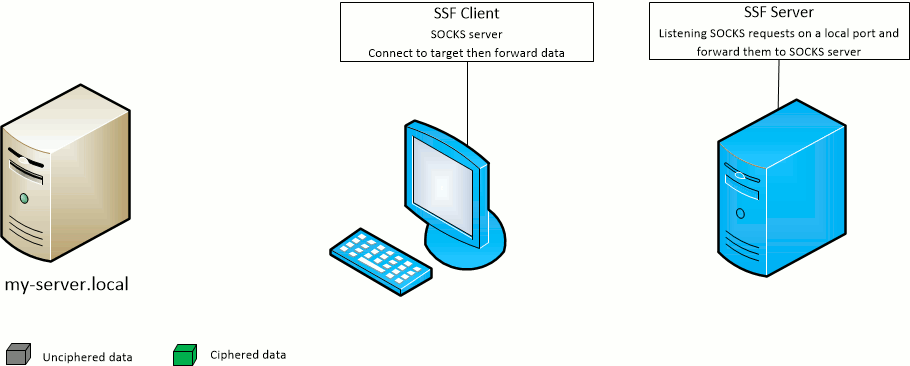 SSF Client
SOCKS server
Connect to target then forward data
SSF Server
Listening SOCKS requests on a local port and
forward them to SOCKS server
my-server.local
Unciphered data
Ciphered data